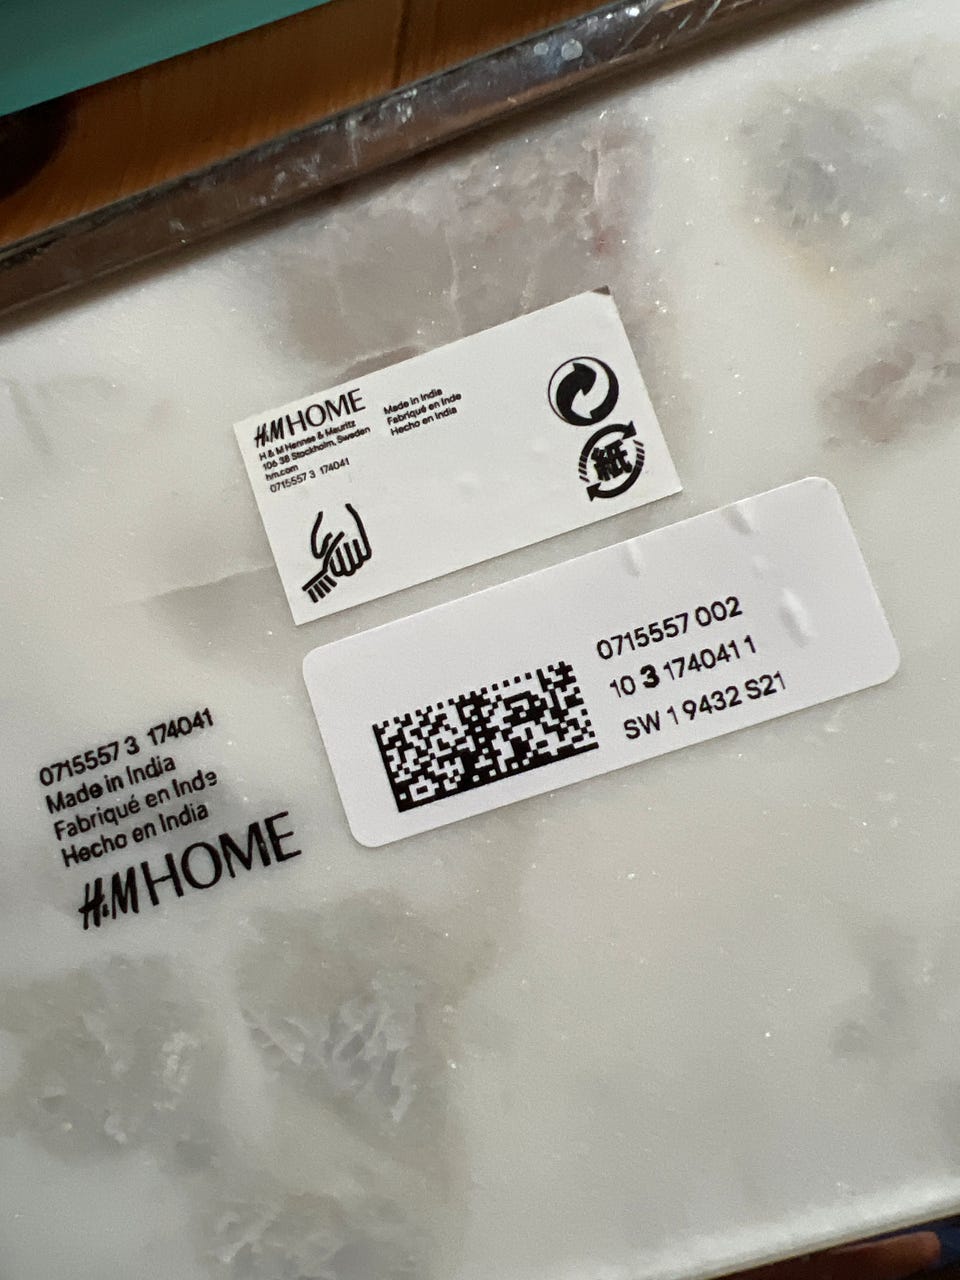 H&M HOME
H & M Hennes & Mauritz
106 38 Stockholm, Sweden
hm.com
0715557 3 174041
Made in India
Fabriqué en Inde
Hecho en India
紙
0715557 002
10 3 174041 1
SW 1 9432 S21
0715557 3 174041
Made in India
Fabriqué en Inde
Hecho en India
H&M HOME